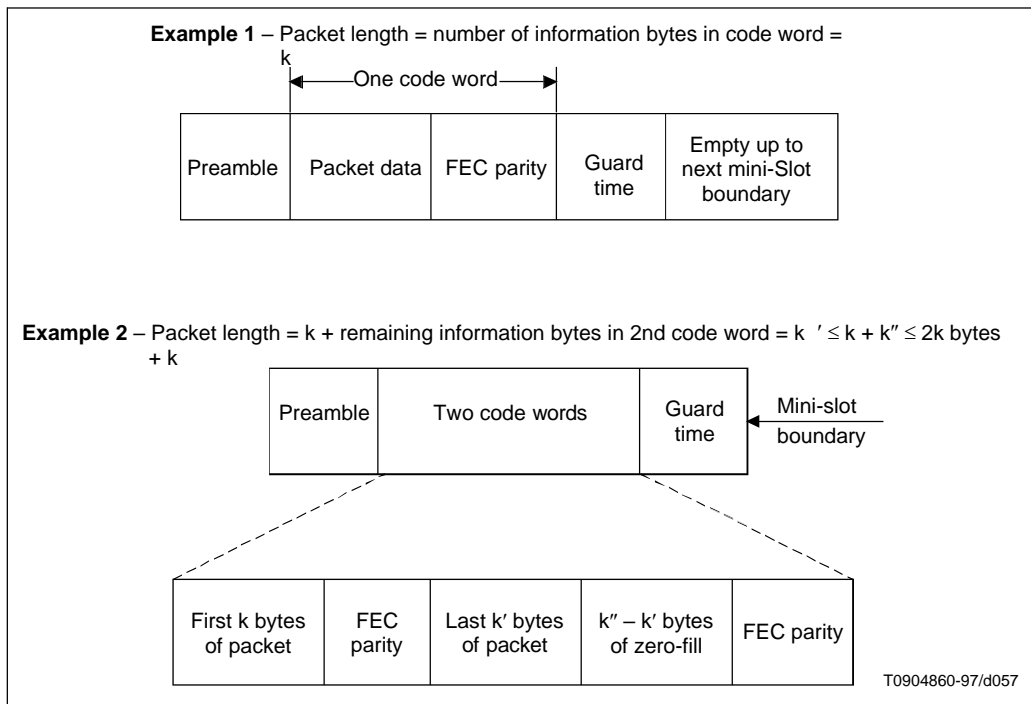 Example 1 – Packet length = number of information bytes in code word =
k
One code word
Preamble
Packet data
FEC parity
Guard
time
Empty up to
next mini-Slot
boundary
Example 2 – Packet length = k + remaining information bytes in 2nd code word = k ′ ≤ k + k″ ≤ 2k bytes
+ k
Preamble
Two code words
Guard
time
Mini-slot
boundary
First k bytes
of packet
FEC
parity
Last k′ bytes
of packet
k″ – k′ bytes
of zero-fill
FEC parity
T0904860-97/d057